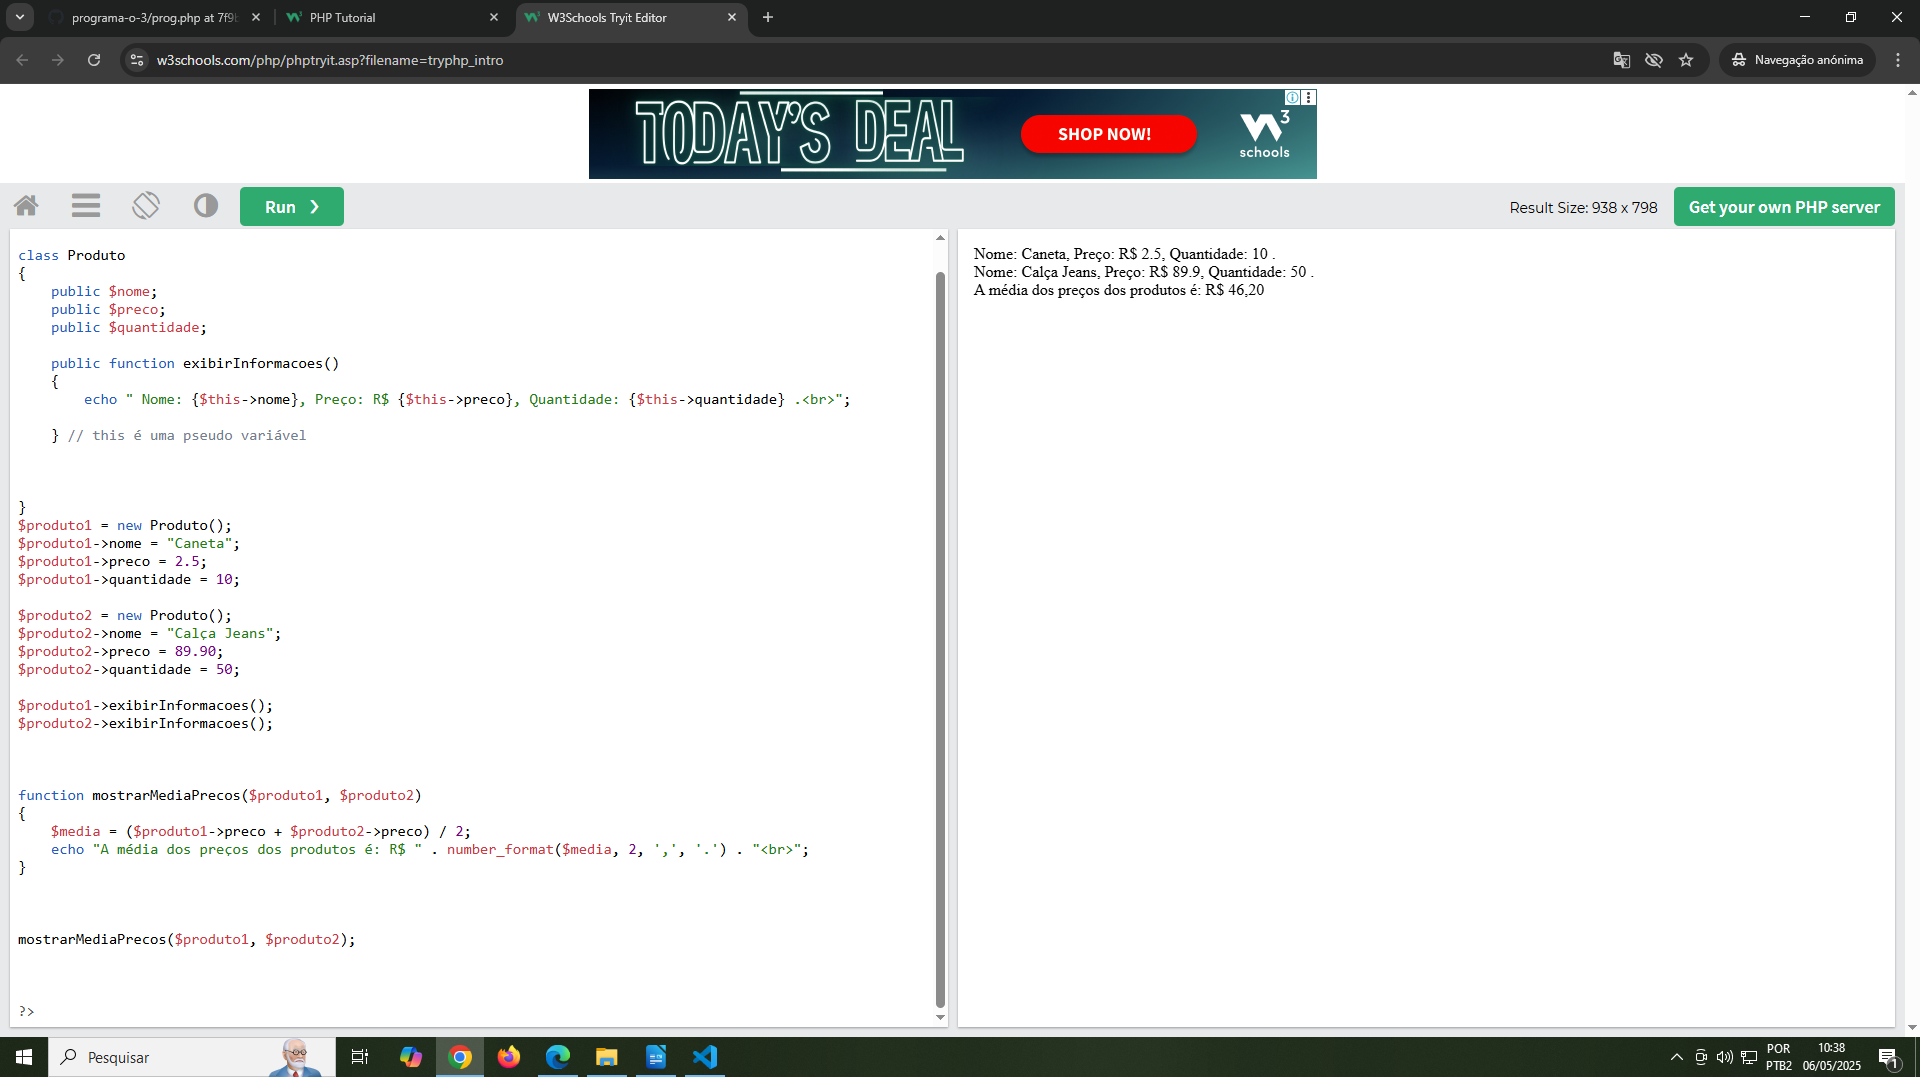 programa-o-3/prog.php at 7f9b
PHP Tutorial
W3Schools Tryit Editor
w3schools.com/php/phptryit.asp?filename=tryphp_intro
Navegação anónima
TODAY'S DEAL
SHOP NOW!
3
schools
Run ❯
Result Size: 938 x 798
Get your own PHP server
class Produto
{
    public $nome;
    public $preco;
    public $quantidade;
    public function exibirInformacoes()
    {
        echo " Nome: {$this->nome}, Preço: R$ {$this->preco}, Quantidade: {$this->quantidade} .<br>";
    } // this é uma pseudo variável
}
$produto1 = new Produto();
$produto1->nome = "Caneta";
$produto1->preco = 2.5;
$produto1->quantidade = 10;
$produto2 = new Produto();
$produto2->nome = "Calça Jeans";
$produto2->preco = 89.90;
$produto2->quantidade = 50;
$produto1->exibirInformacoes();
$produto2->exibirInformacoes();
function mostrarMediaPrecos($produto1, $produto2)
{
    $media = ($produto1->preco + $produto2->preco) / 2;
    echo "A média dos preços dos produtos é: R$ " . number_format($media, 2, ',', '.') . "<br>";
}
mostrarMediaPrecos($produto1, $produto2);
?>
Nome: Caneta, Preço: R$ 2.5, Quantidade: 10 .
Nome: Calça Jeans, Preço: R$ 89.9, Quantidade: 50 .
A média dos preços dos produtos é: R$ 46,20
Pesquisar
POR
PTB2
10:38
06/05/2025
1